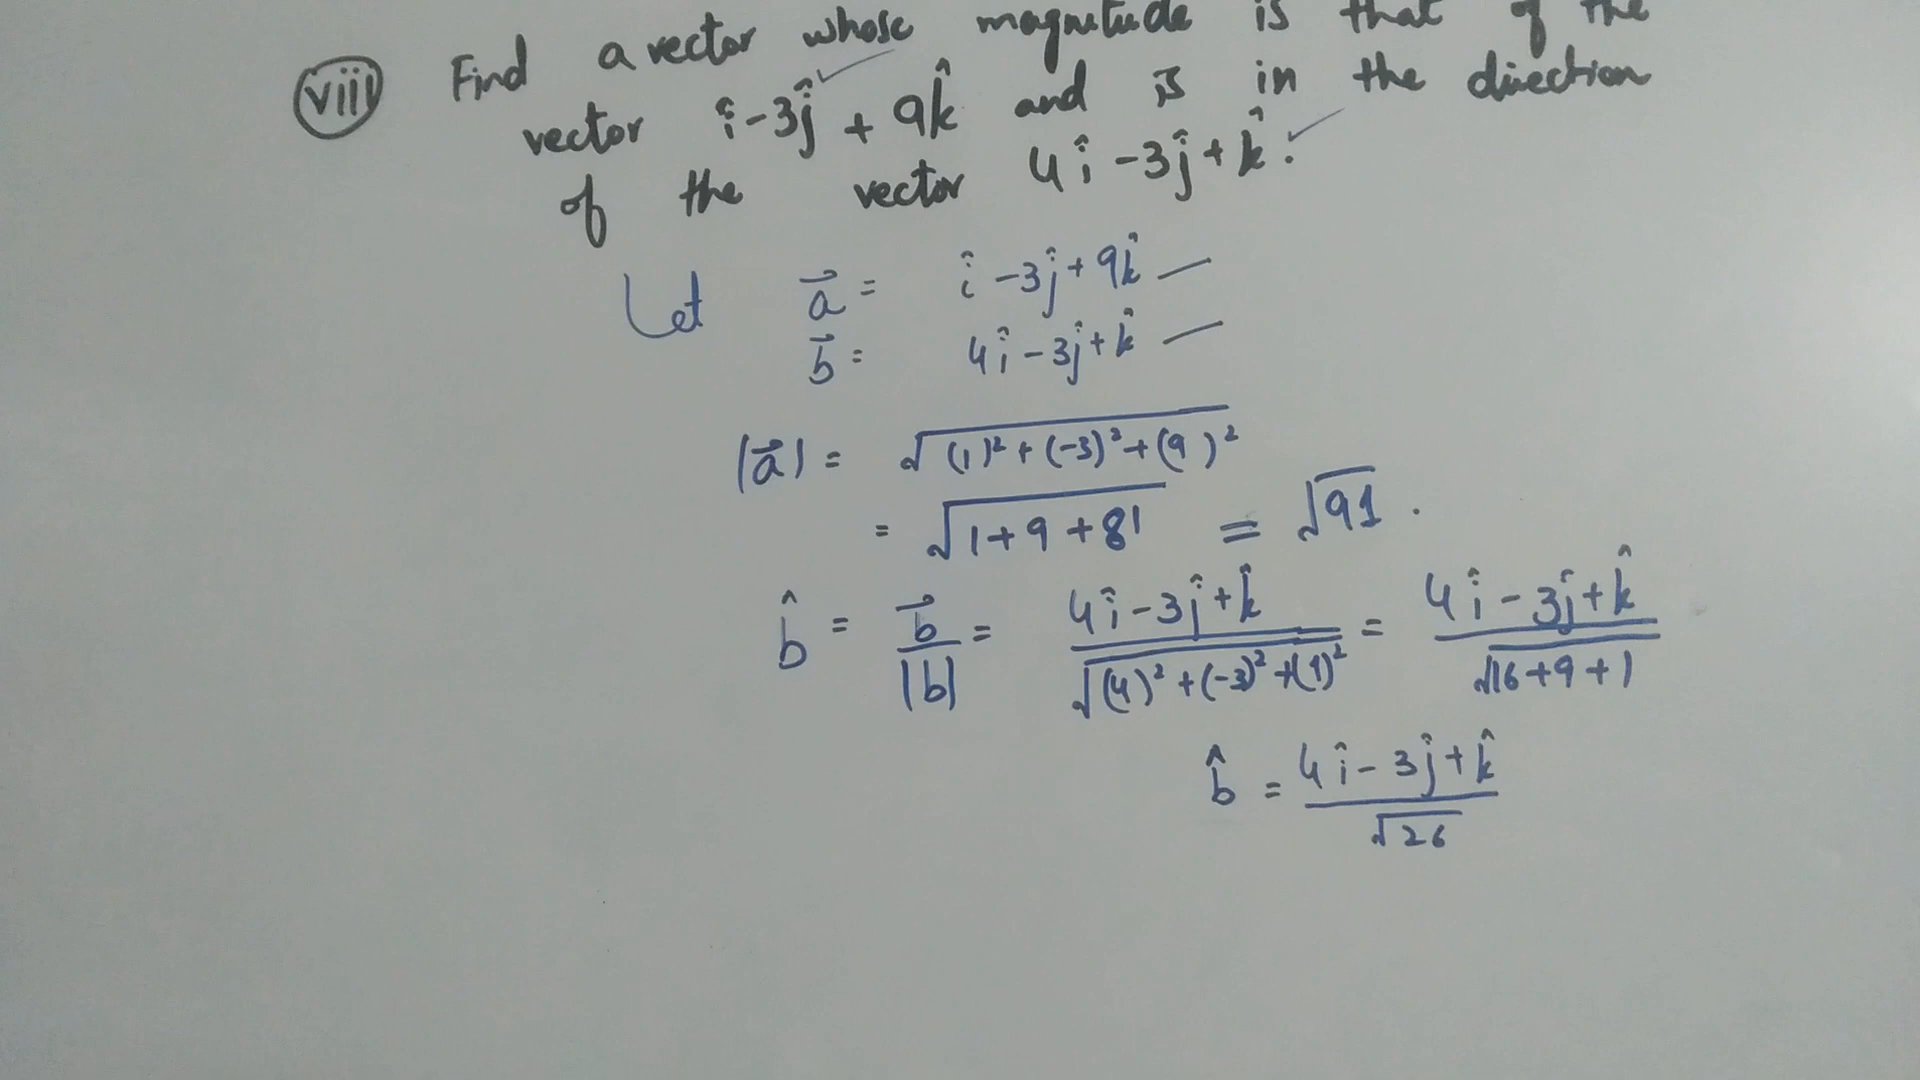 (viii) Find a vector whose magnitude is that of the
vector î - 3ĵ + 9k̂ and is in the direction
of the vector 4î - 3ĵ + k̂.
Let a⃗ = î - 3ĵ + 9k̂ —
b⃗ = 4î - 3ĵ + k̂ —
|a⃗| = √((1)² + (-3)² + (9)²)
= √(1 + 9 + 81) = √91.
b̂ = b⃗/|b| = (4î - 3ĵ + k̂)/√((4)² + (-3)² + (1)²) = (4î - 3ĵ + k̂)/√(16 + 9 + 1)
b̂ = (4î - 3ĵ + k̂)/√26